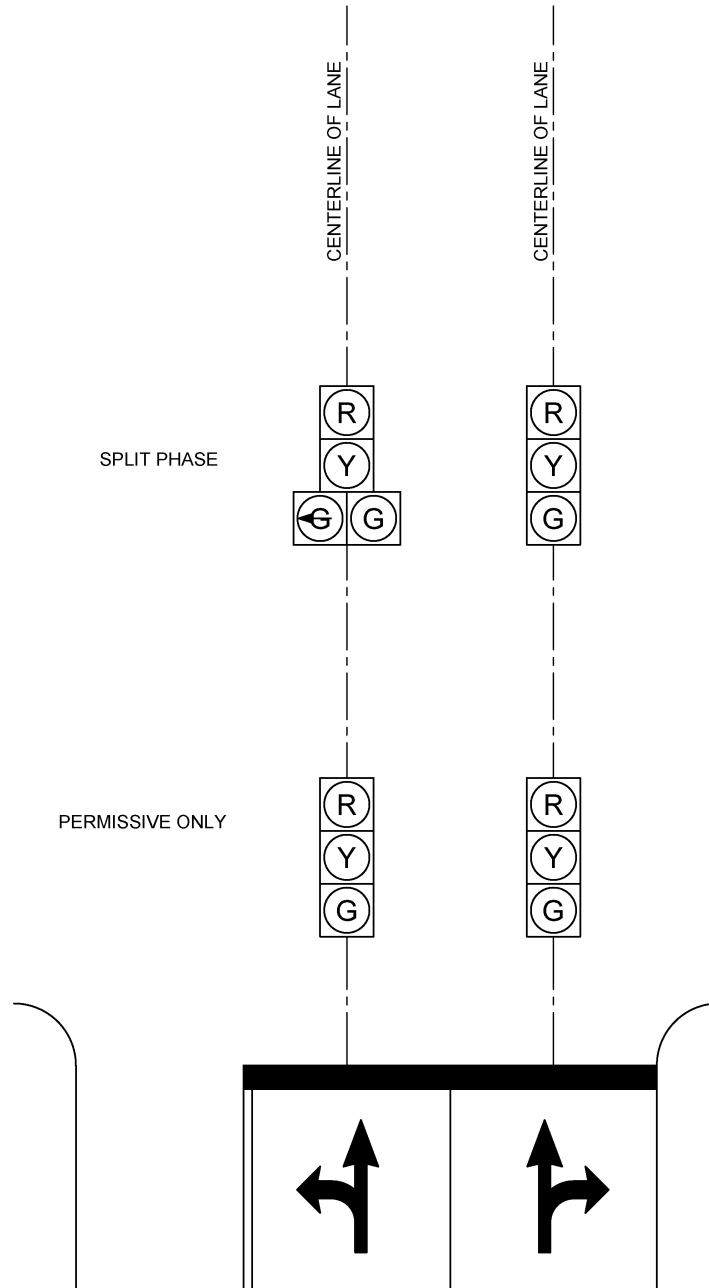 CENTERLINE OF LANE
CENTERLINE OF LANE
SPLIT PHASE
R
Y
G G
R
Y
G
PERMISSIVE ONLY
R
Y
G
R
Y
G